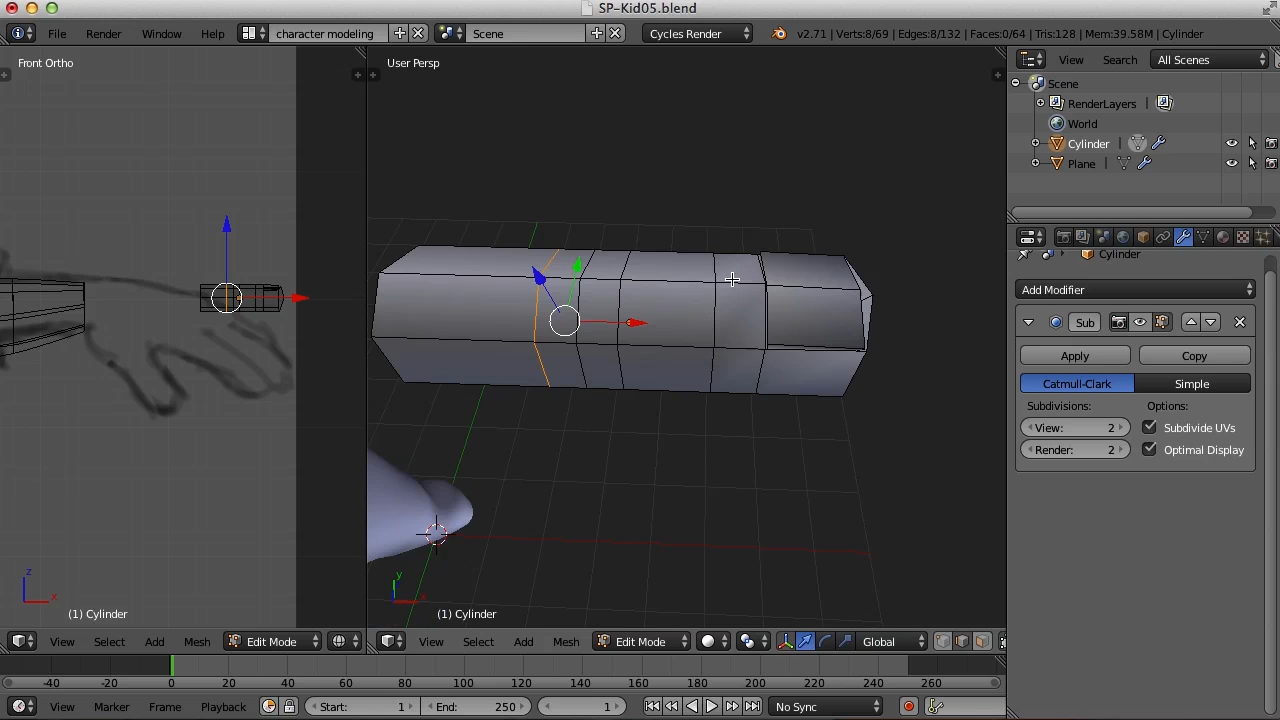 SP-Kid05.blend
File Render Window Help character modeling Scene Cycles Render v2.71 | Verts:8/69 | Edges:8/132 | Faces:0/64 | Tris:128 | Mem:39.58M | Cylinder
Front Ortho
User Persp
View Search All Scenes
Scene
RenderLayers
World
Cylinder
Plane
Cylinder
Add Modifier
Sub
Apply Copy
Catmull-Clark Simple
Subdivisions: Options:
View: 2 Subdivide UVs
Render: 2 Optimal Display
z
x
(1) Cylinder
y
x
(1) Cylinder
View Select Add Mesh Edit Mode
View Select Add Mesh Edit Mode Global
-40 -20 0 20 40 60 80 100 120 140 160 180 200 220 240 260
View Marker Frame Playback Start: 1 End: 250 1 No Sync